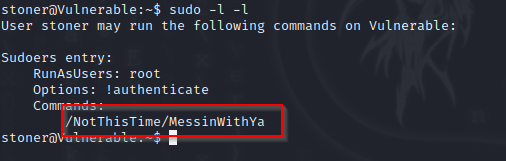 stoner@Vulnerable:~$ sudo -l -l
User stoner may run the following commands on Vulnerable:
Sudoers entry:
RunAsUsers: root
Options: !authenticate
Commands:
/NotThisTime/MessinWithYa
stoner@Vulnerable:~$